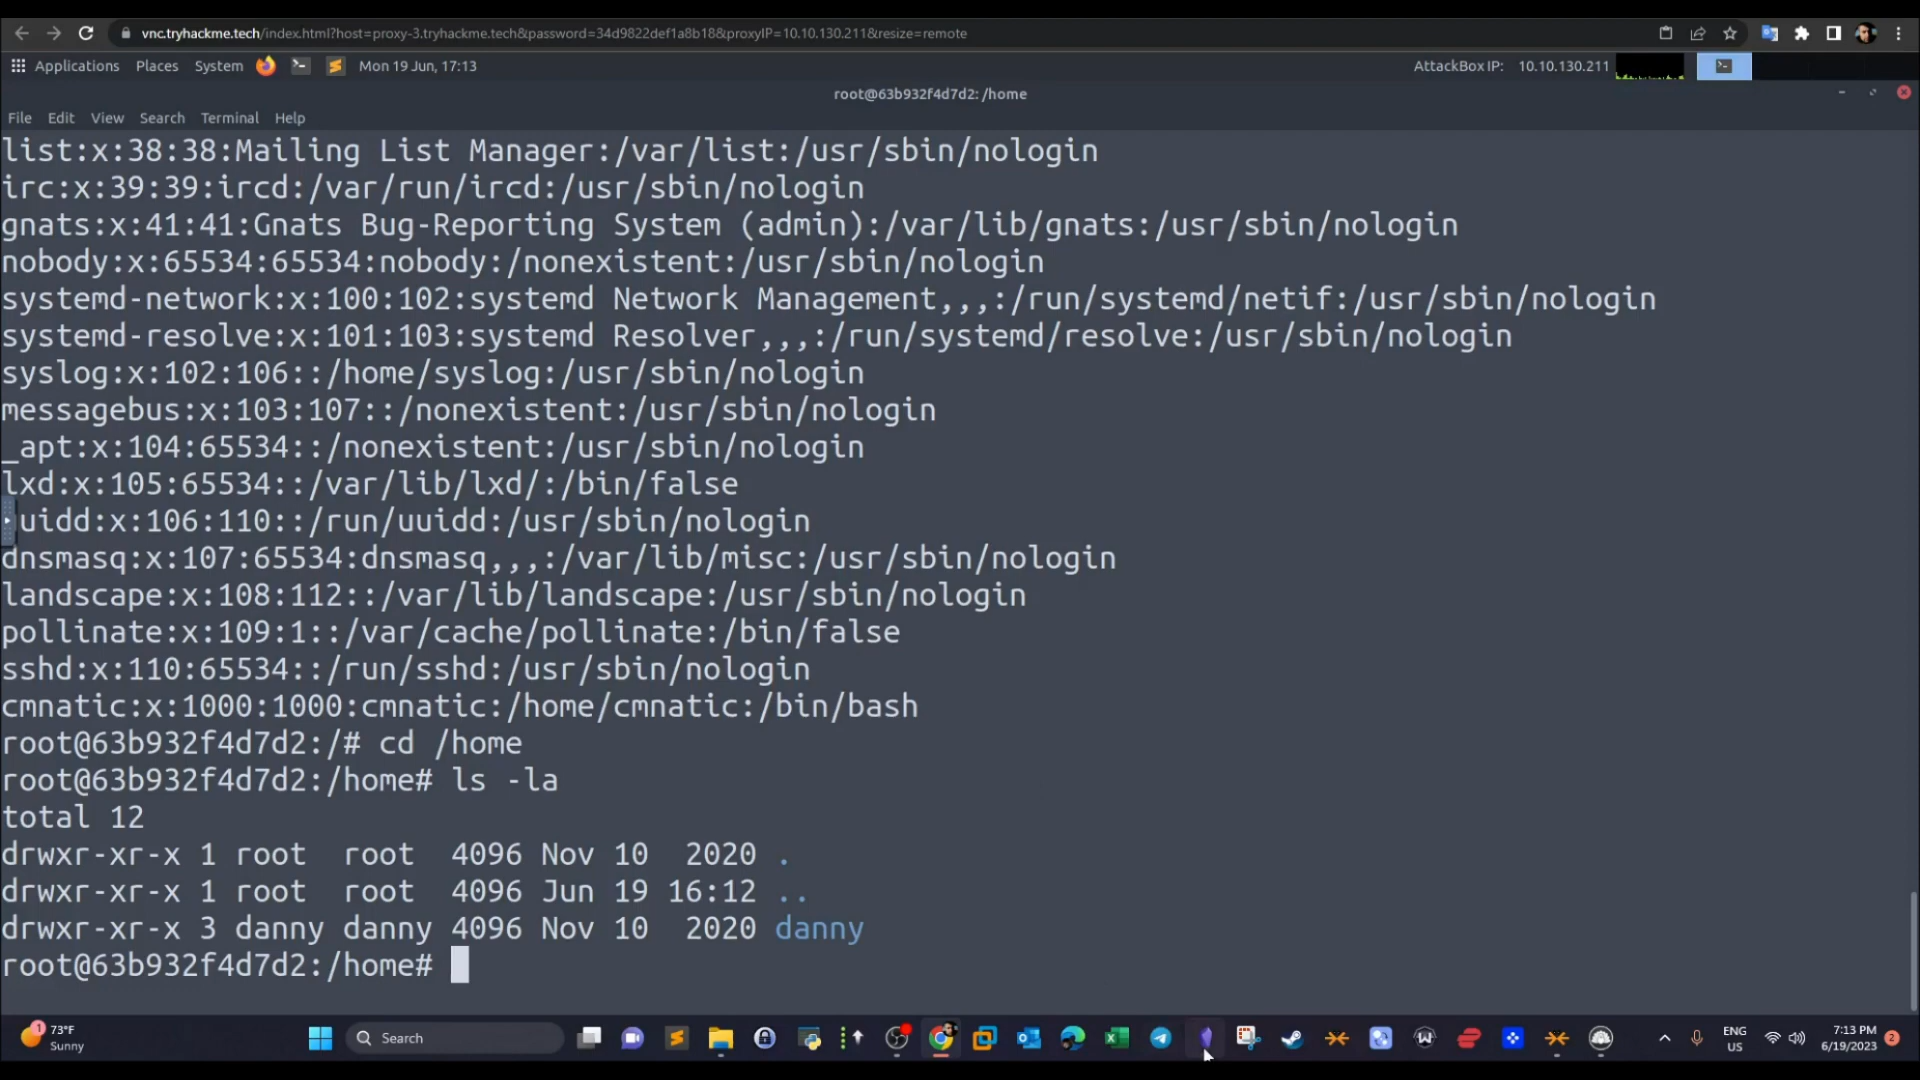 vnc.tryhackme.tech/index.html?host=proxy-3.tryhackme.tech&password=34d9822def1a8b18&proxyIP=10.10.130.211&resize=remote
Applications Places System Mon 19 Jun, 17:13 AttackBox IP: 10.10.130.211
root@63b932f4d7d2: /home
File Edit View Search Terminal Help
list:x:38:38:Mailing List Manager:/var/list:/usr/sbin/nologin
irc:x:39:39:ircd:/var/run/ircd:/usr/sbin/nologin
gnats:x:41:41:Gnats Bug-Reporting System (admin):/var/lib/gnats:/usr/sbin/nologin
nobody:x:65534:65534:nobody:/nonexistent:/usr/sbin/nologin
systemd-network:x:100:102:systemd Network Management,,,:/run/systemd/netif:/usr/sbin/nologin
systemd-resolve:x:101:103:systemd Resolver,,,:/run/systemd/resolve:/usr/sbin/nologin
syslog:x:102:106::/home/syslog:/usr/sbin/nologin
messagebus:x:103:107::/nonexistent:/usr/sbin/nologin
_apt:x:104:65534::/nonexistent:/usr/sbin/nologin
lxd:x:105:65534::/var/lib/lxd/:/bin/false
uidd:x:106:110::/run/uuidd:/usr/sbin/nologin
dnsmasq:x:107:65534:dnsmasq,,,:/var/lib/misc:/usr/sbin/nologin
landscape:x:108:112::/var/lib/landscape:/usr/sbin/nologin
pollinate:x:109:1::/var/cache/pollinate:/bin/false
sshd:x:110:65534::/run/sshd:/usr/sbin/nologin
cmnatic:x:1000:1000:cmnatic:/home/cmnatic:/bin/bash
root@63b932f4d7d2:/# cd /home
root@63b932f4d7d2:/home# ls -la
total 12
drwxr-xr-x 1 root  root  4096 Nov 10  2020 .
drwxr-xr-x 1 root  root  4096 Jun 19 16:12 ..
drwxr-xr-x 3 danny danny 4096 Nov 10  2020 danny
root@63b932f4d7d2:/home#
1 73°F Search ENG 7:13 PM
Sunny US 6/19/2023 2